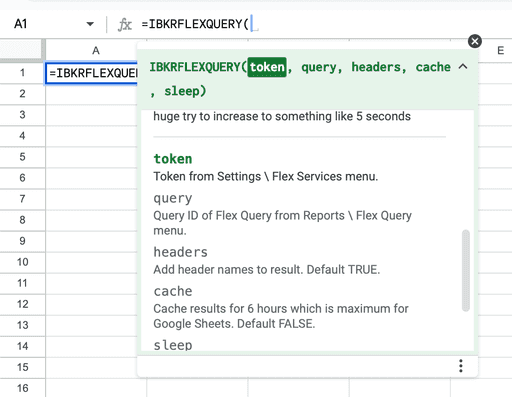 A1
fx
=IBKRFLEXQUERY(
A
E
IBKRFLEXQUERY(token, query, headers, cache
, sleep)
1
=IBKRFLEXQUE
2
3
huge try to increase to something like 5 seconds
4
5
token
6
Token from Settings \ Flex Services menu.
7
query
8
Query ID of Flex Query from Reports \ Flex Query
menu.
9
headers
10
Add header names to result. Default TRUE.
11
cache
12
Cache results for 6 hours which is maximum for
13
Google Sheets. Default FALSE.
14
sleep
15
16